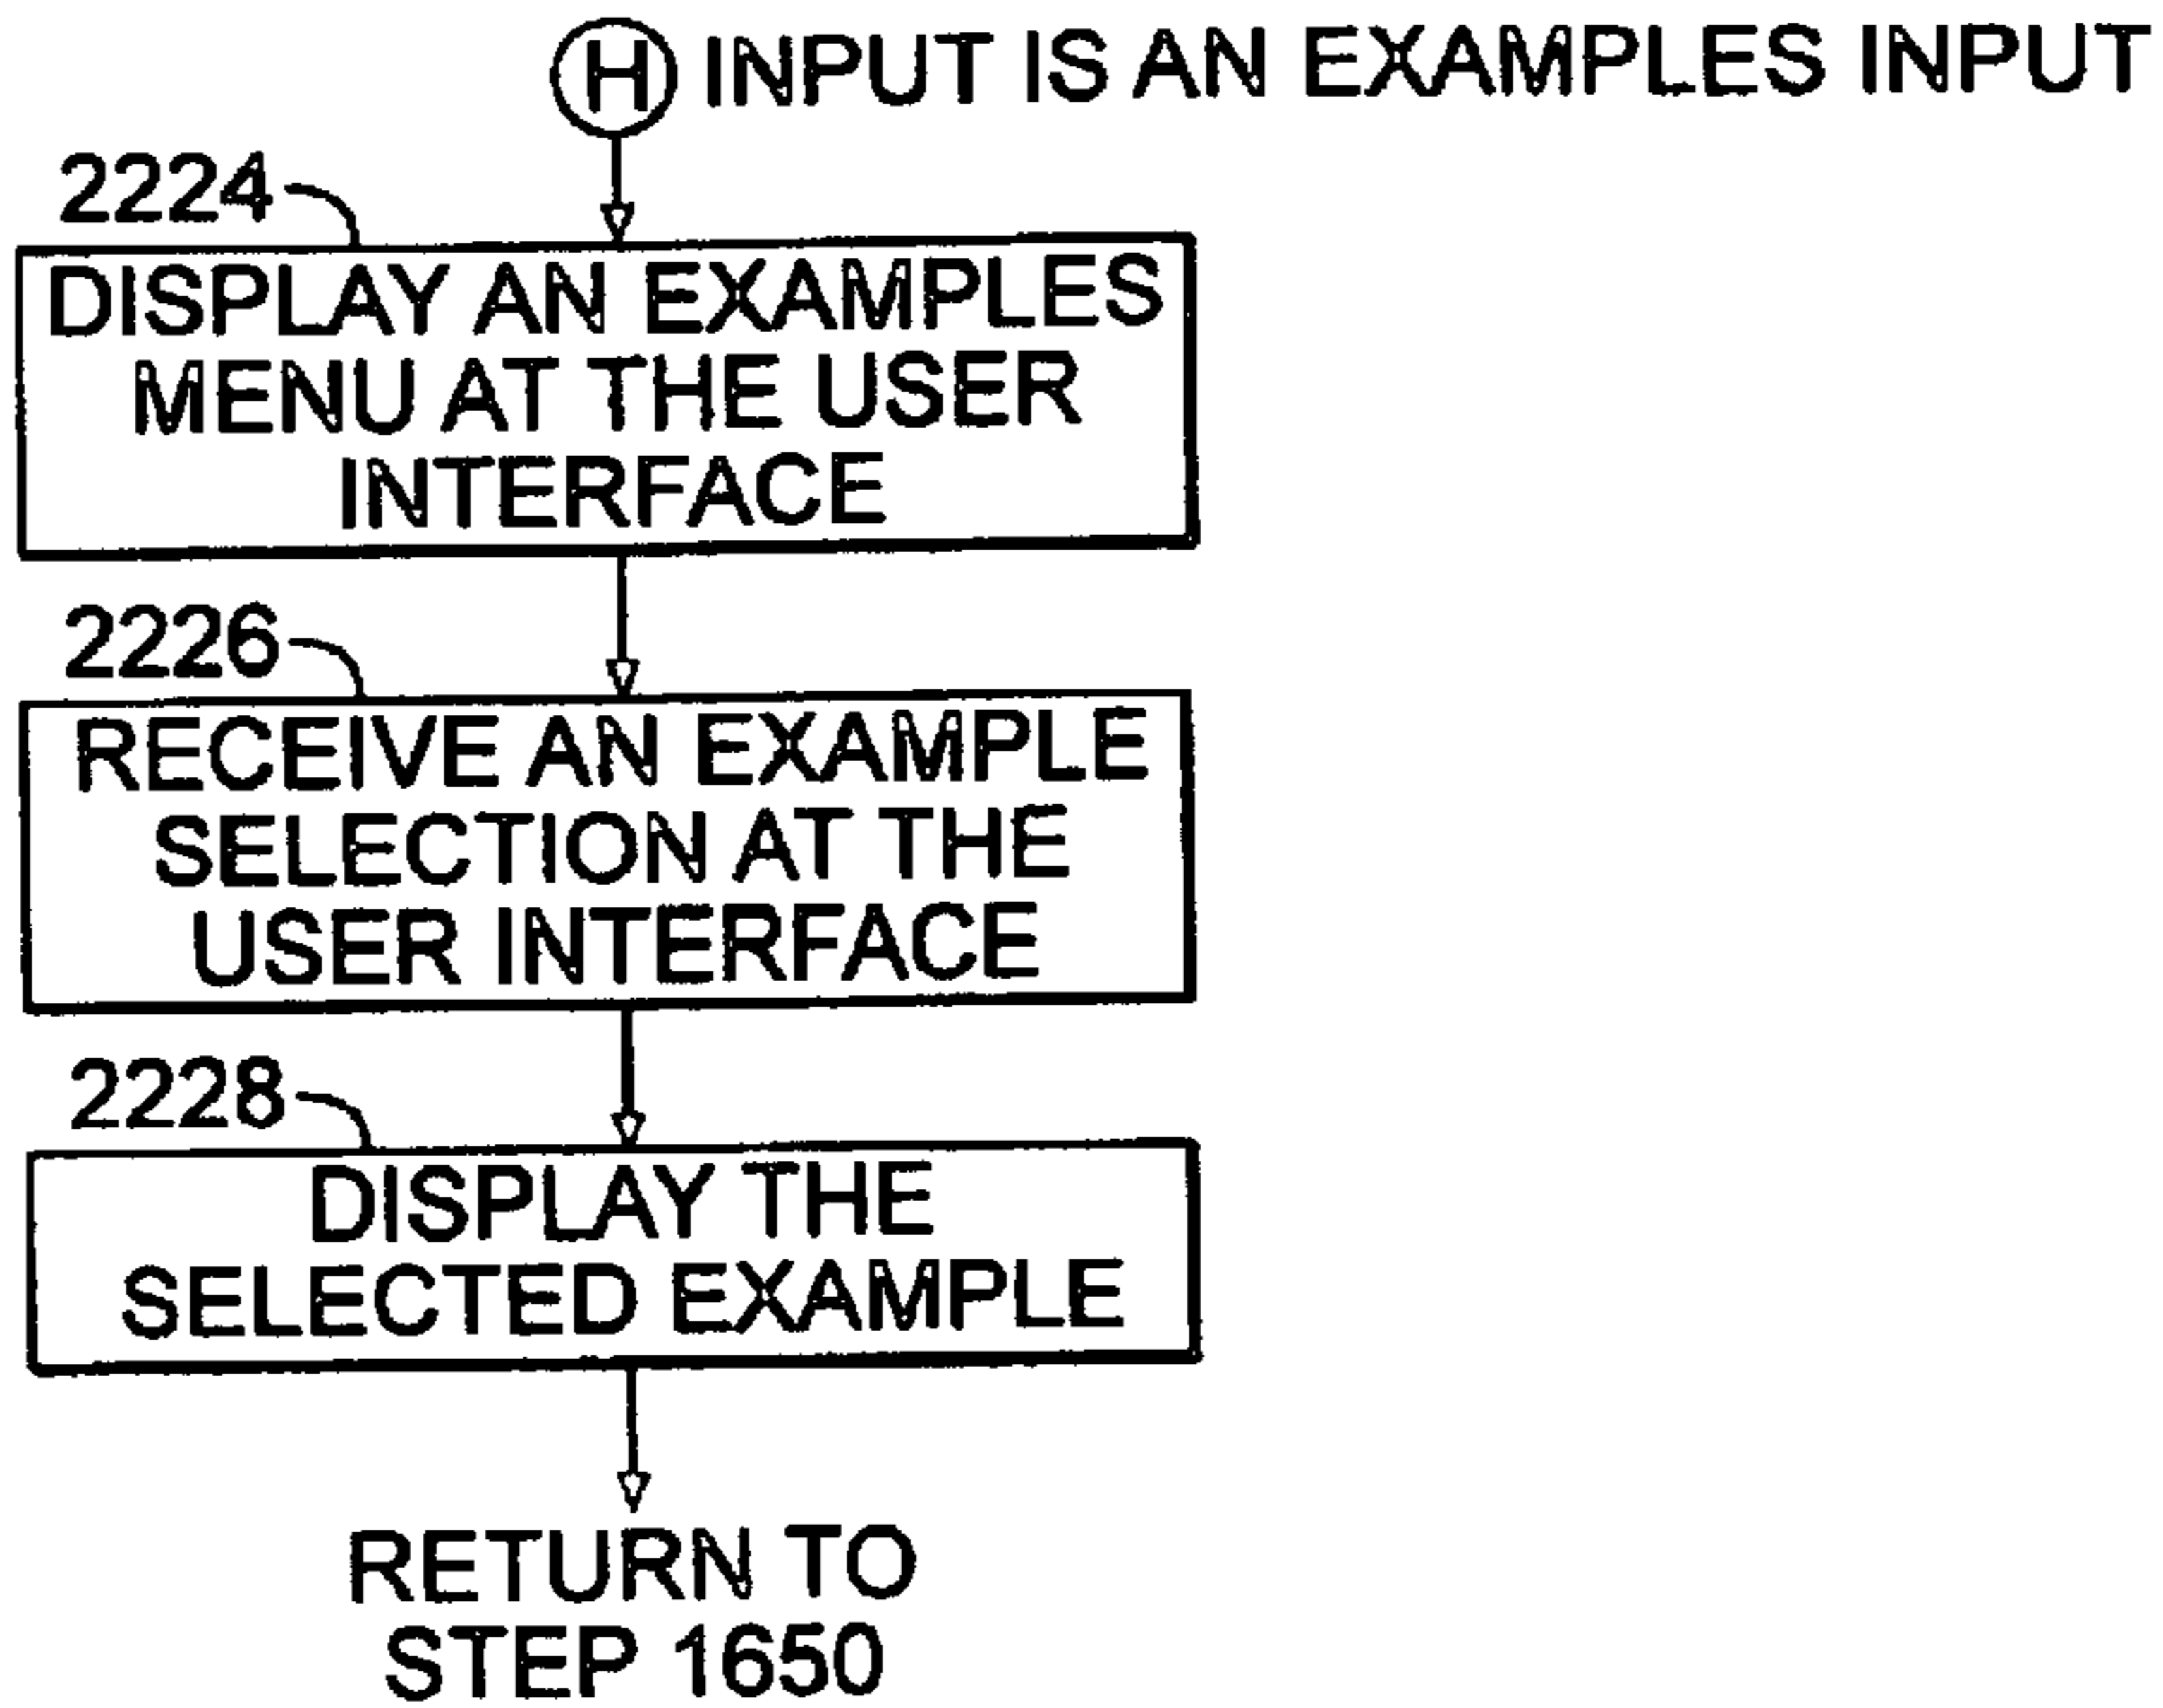 H INPUT IS AN EXAMPLES INPUT
2224
DISPLAY AN EXAMPLES
MENU AT THE USER
INTERFACE
2226
RECEIVE AN EXAMPLE
SELECTION AT THE
USER INTERFACE
2228
DISPLAY THE
SELECTED EXAMPLE
RETURN TO
STEP 1650